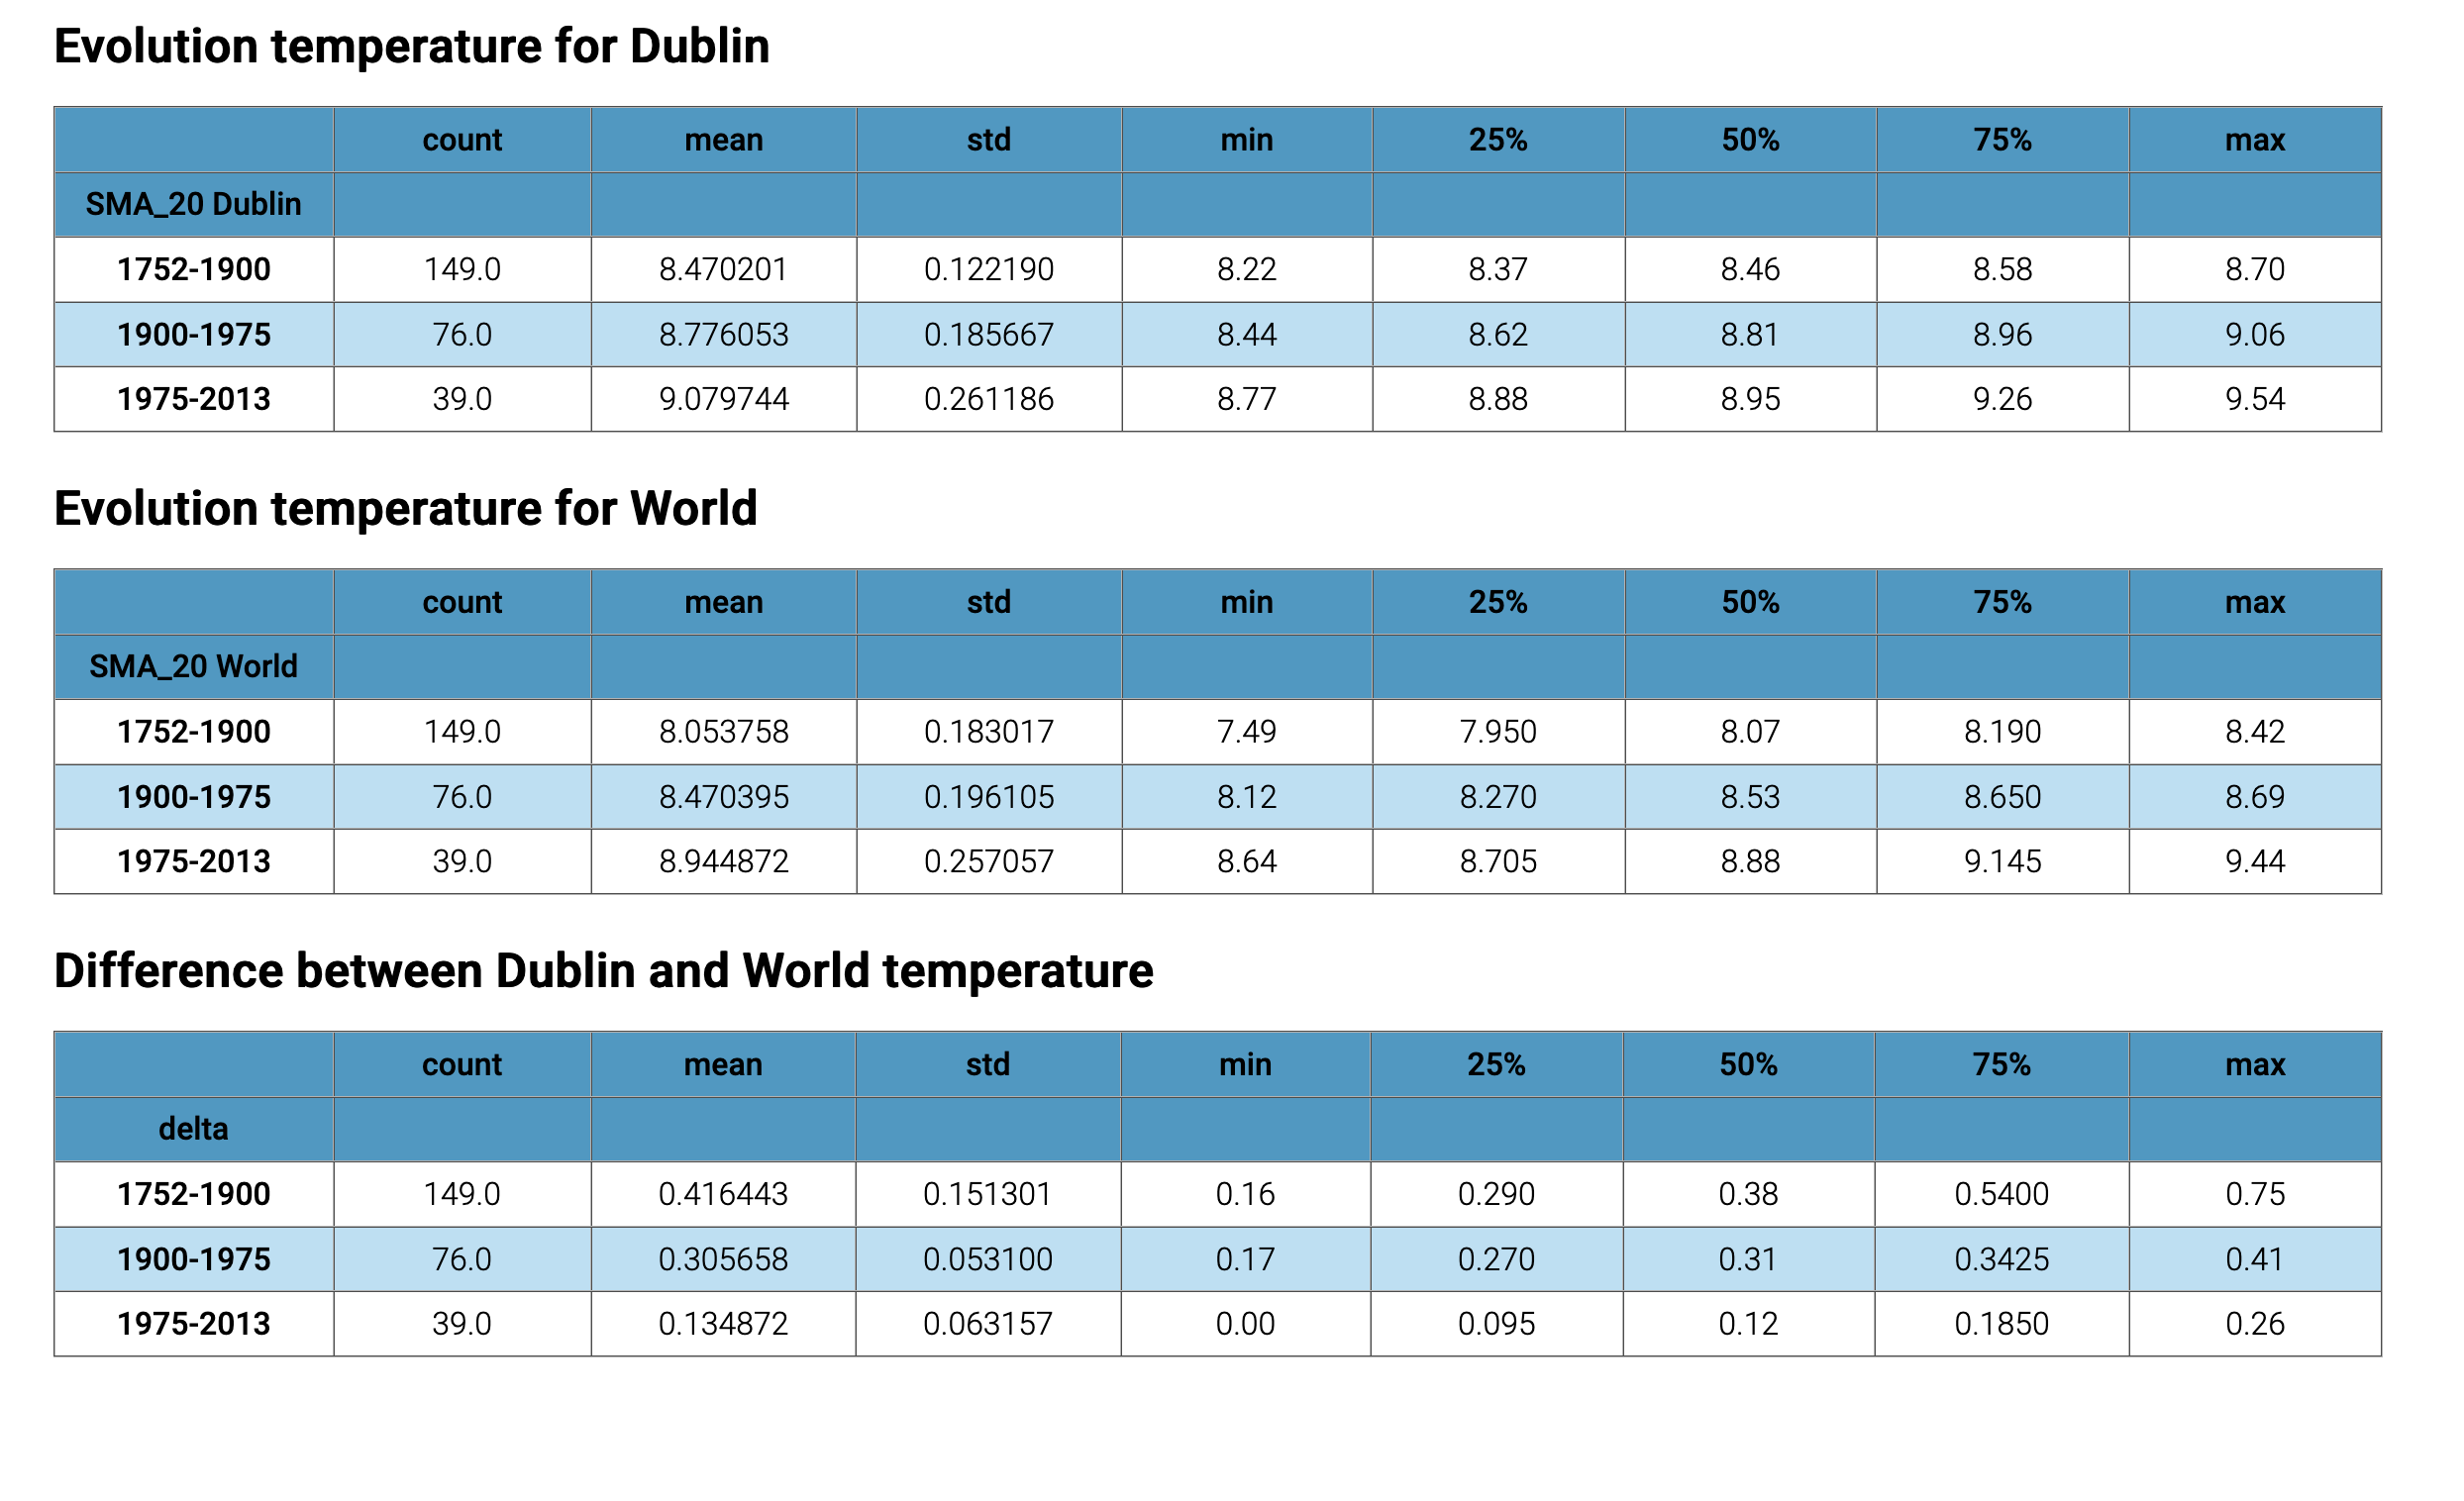 Evolution temperature for Dublin
count mean std min 25% 50% 75% max
SMA_20 Dublin
1752-1900 149.0 8.470201 0.122190 8.22 8.37 8.46 8.58 8.70
1900-1975 76.0 8.776053 0.185667 8.44 8.62 8.81 8.96 9.06
1975-2013 39.0 9.079744 0.261186 8.77 8.88 8.95 9.26 9.54
Evolution temperature for World
count mean std min 25% 50% 75% max
SMA_20 World
1752-1900 149.0 8.053758 0.183017 7.49 7.950 8.07 8.190 8.42
1900-1975 76.0 8.470395 0.196105 8.12 8.270 8.53 8.650 8.69
1975-2013 39.0 8.944872 0.257057 8.64 8.705 8.88 9.145 9.44
Difference between Dublin and World temperature
count mean std min 25% 50% 75% max
delta
1752-1900 149.0 0.416443 0.151301 0.16 0.290 0.38 0.5400 0.75
1900-1975 76.0 0.305658 0.053100 0.17 0.270 0.31 0.3425 0.41
1975-2013 39.0 0.134872 0.063157 0.00 0.095 0.12 0.1850 0.26